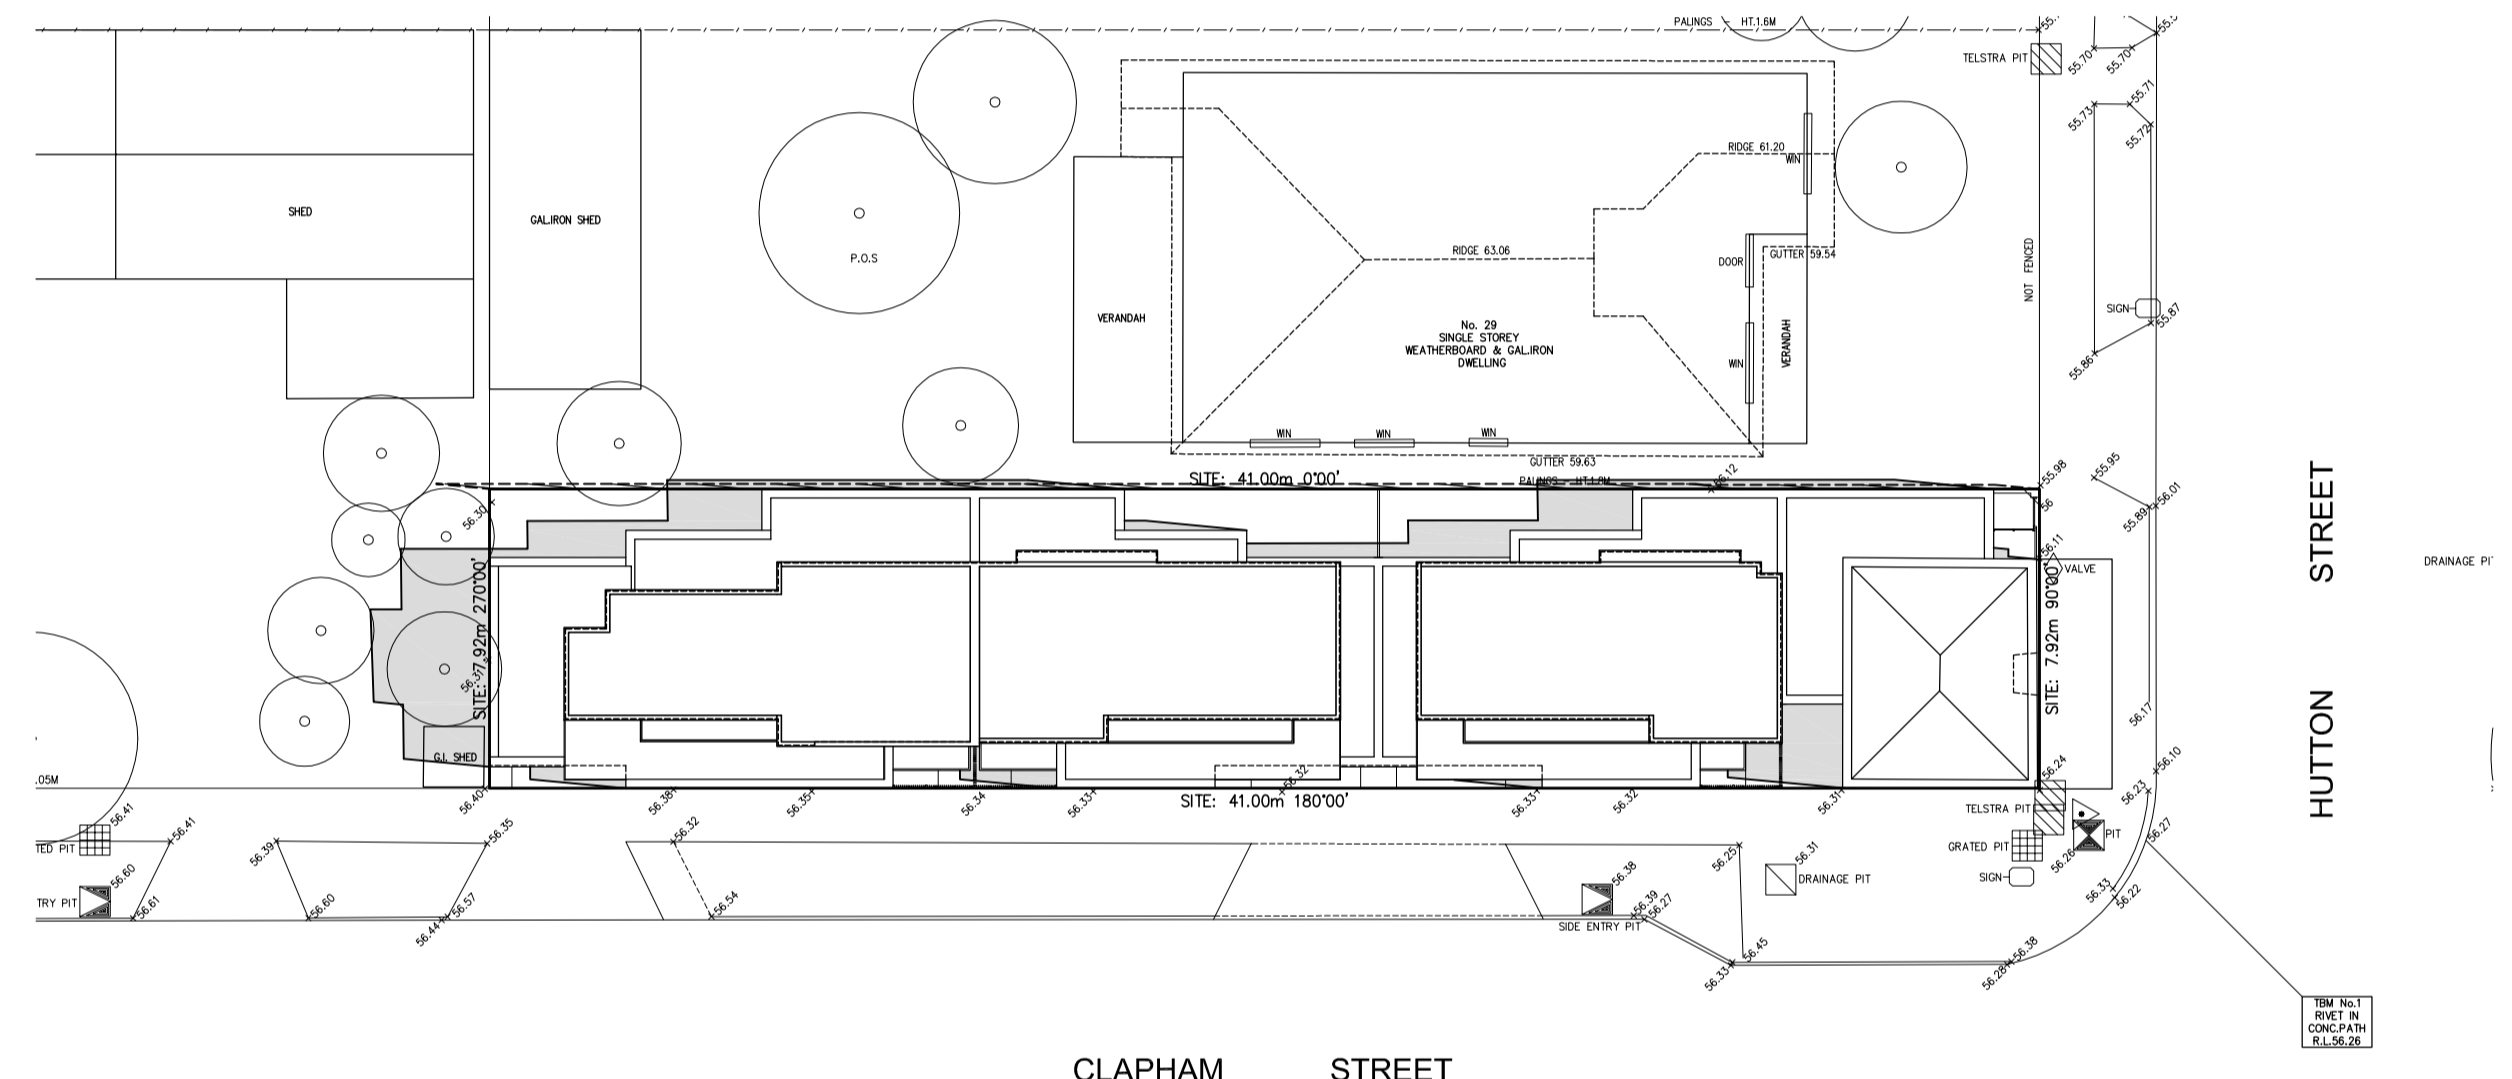 PALINGS - HT.1.6M
TELSTRA PIT
55.70
55.70
55.73
55.71
55.72
RIDGE 61.20
WIN
SHED
GAL.IRON SHED
P.O.S
RIDGE 63.06
DOOR
GUTTER 59.54
NOT FENCED
SIGN
55.87
55.86
VERANDAH
No. 29
SINGLE STOREY
WEATHERBOARD & GAL.IRON
DWELLING
WIN
VERANDAH
WIN
WIN
WIN
GUTTER 59.63
SITE: 41.00m 0°00'
PALINGS - HT.1.8M
56.12
55.98
55.95
56
56.01
55.89
56.30
56.11
VALVE
DRAINAGE PI
HUTTON STREET
SITE: 7.92m 270°00'
56.37
SITE: 7.92m 90°00'
56.17
56.10
G.I. SHED
.05M
56.40
56.38
56.35
56.34
56.33
56.32
SITE: 41.00m 180°00'
56.33
56.32
56.31
56.24
56.23
TELSTRA PIT
PIT
56.27
GRATED PIT
56.26
SIGN
56.33
56.22
56.41
56.41
TED PIT
56.60
TRY PIT
56.61
56.39
56.35
56.60
56.57
56.44
56.32
56.54
56.38
56.39
56.27
SIDE ENTRY PIT
56.25
56.31
DRAINAGE PIT
56.45
56.33
56.28
56.38
TBM No.1
RIVET IN
CONC.PATH
R.L.56.26
CLAPHAM STREET